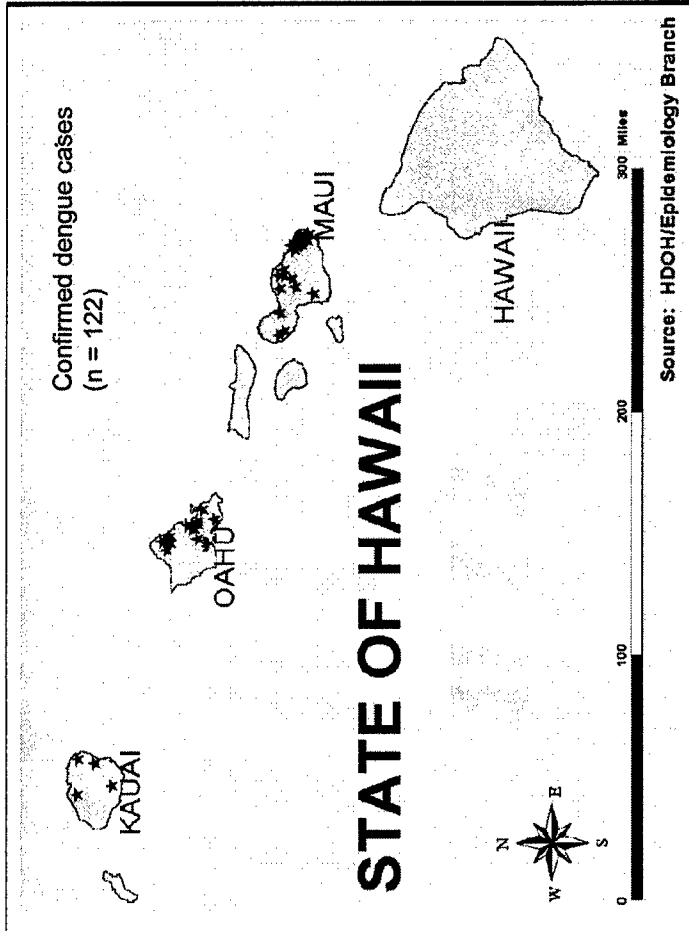 Confirmed dengue cases
(n = 122)
KAUAI
OAHU
MAUI
HAWAII
STATE OF HAWAII
N
W
E
S
0
100
200
300 Miles
Source: HDOH/Epidemiology Branch